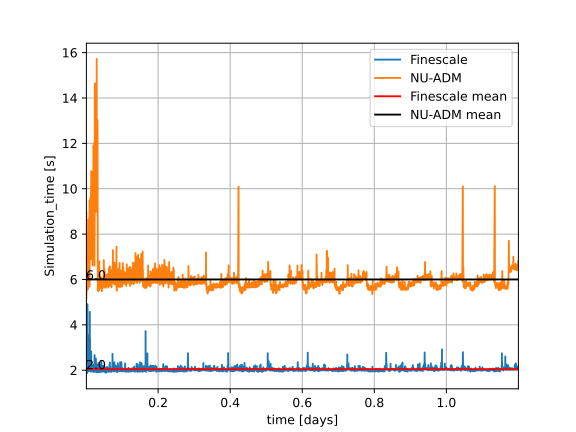 16
14
12
10
8
6
4
2
6.0
2.0
Simulation_time [s]
Finescale
NU-ADM
Finescale mean
NU-ADM mean
0.2 0.4 0.6 0.8 1.0
time [days]